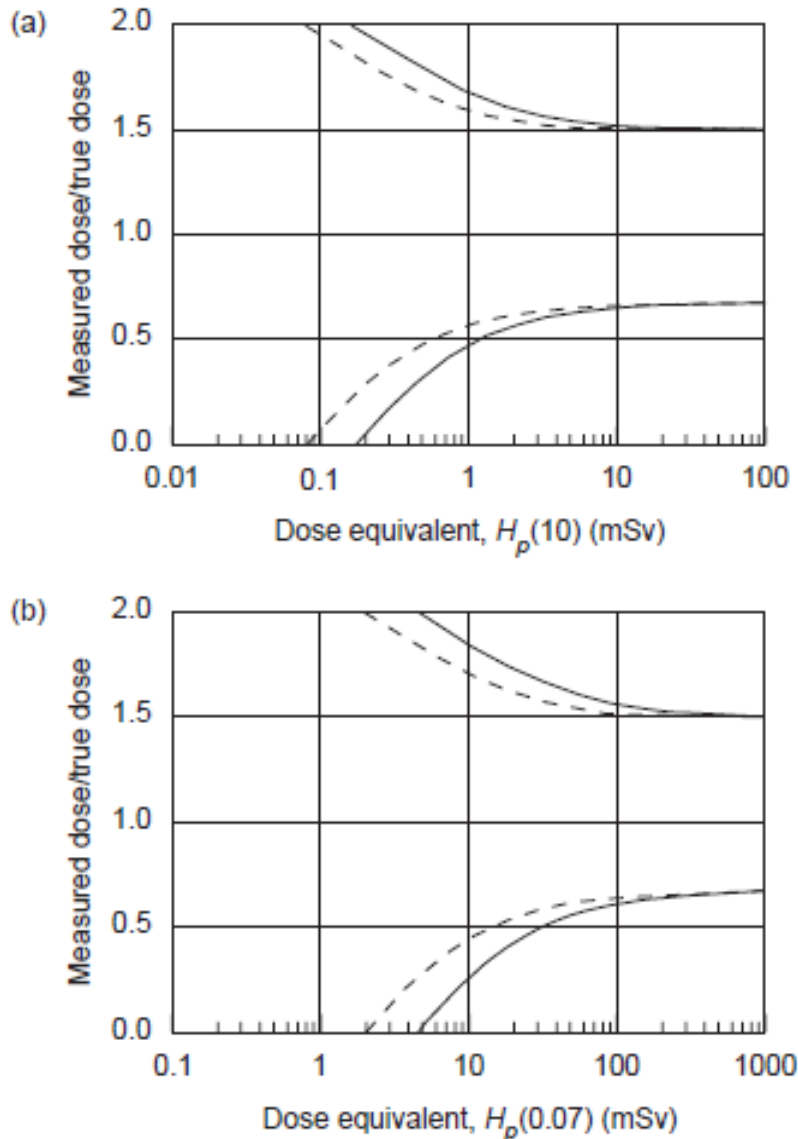 (a)
2.0
1.5
1.0
0.5
0.0
Measured dose/true dose
0.01 0.1 1 10 100
Dose equivalent, Hp(10) (mSv)
(b)
2.0
1.5
1.0
0.5
0.0
Measured dose/true dose
0.1 1 10 100 1000
Dose equivalent, Hp(0.07) (mSv)